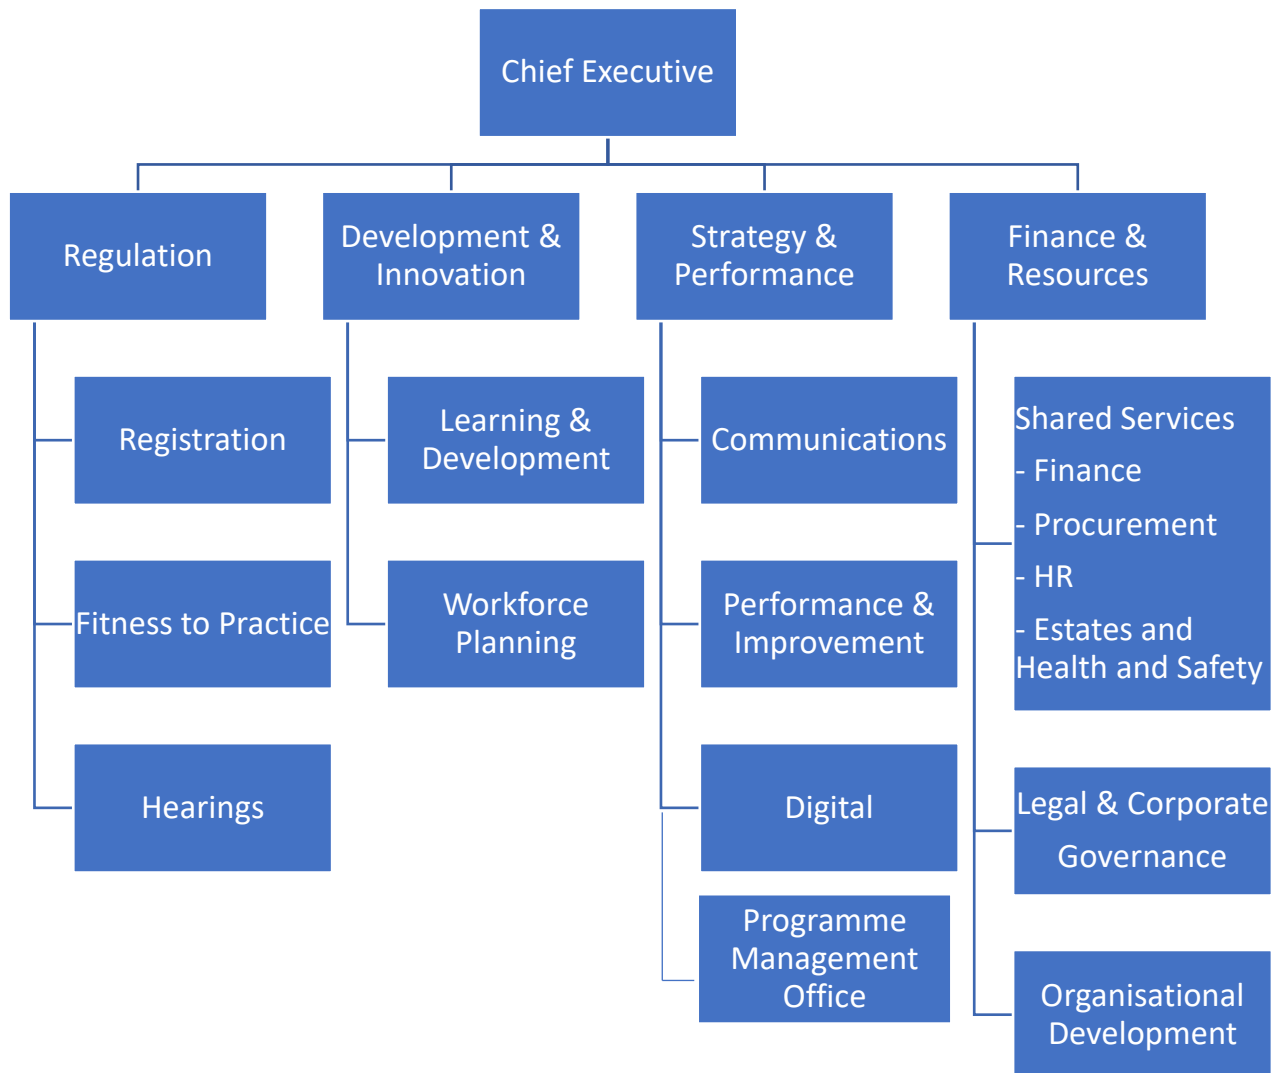 Chief Executive
Regulation
Development &
Innovation
Strategy &
Performance
Finance &
Resources
Registration
Fitness to Practice
Hearings
Learning &
Development
Workforce
Planning
Communications
Performance &
Improvement
Digital
Programme
Management
Office
Shared Services
- Finance
- Procurement
- HR
- Estates and
Health and Safety
Legal & Corporate
Governance
Organisational
Development